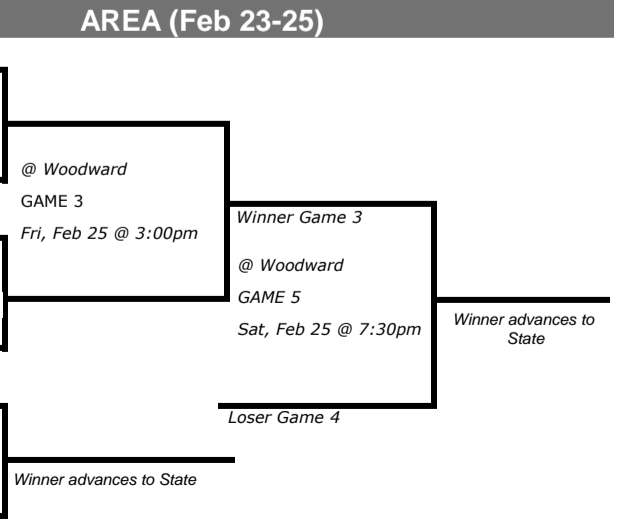 AREA (Feb 23-25)
@ Woodward
GAME 3
Fri, Feb 25 @ 3:00pm
Winner Game 3
@ Woodward
GAME 5
Sat, Feb 25 @ 7:30pm
Winner advances to
State
Loser Game 4
Winner advances to State